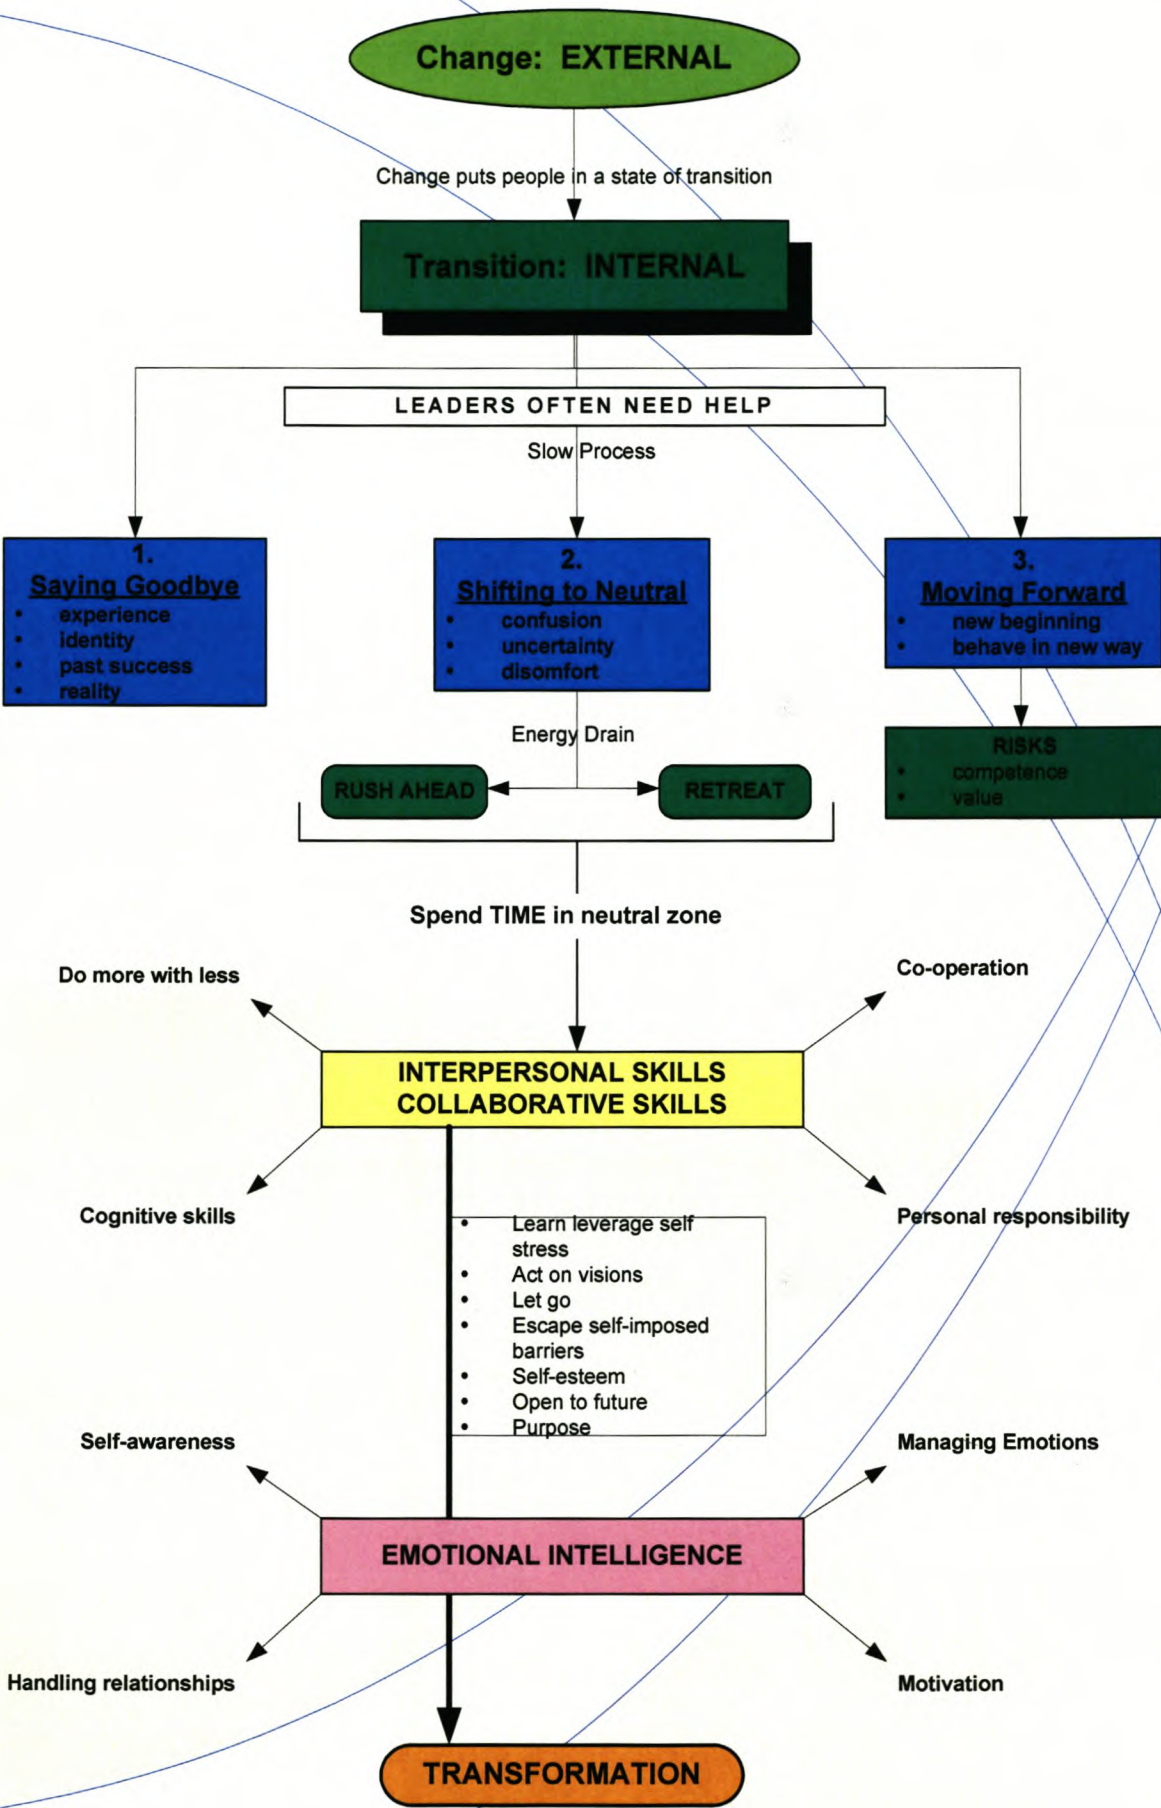 Change: EXTERNAL
Change puts people in a state of transition
Transition: INTERNAL
LEADERS OFTEN NEED HELP
Slow Process
1.
Saying Goodbye
• experience
• identity
• past success
• reality
2.
Shifting to Neutral
• confusion
• uncertainty
• disomfort
3.
Moving Forward
• new beginning
• behave in new way
Energy Drain
RUSH AHEAD
RETREAT
RISKS
• competence
• value
Spend TIME in neutral zone
Do more with less
Co-operation
INTERPERSONAL SKILLS
COLLABORATIVE SKILLS
Cognitive skills
Personal responsibility
• Learn leverage self
stress
• Act on visions
• Let go
• Escape self-imposed
barriers
• Self-esteem
• Open to future
• Purpose
Self-awareness
Managing Emotions
EMOTIONAL INTELLIGENCE
Handling relationships
Motivation
TRANSFORMATION